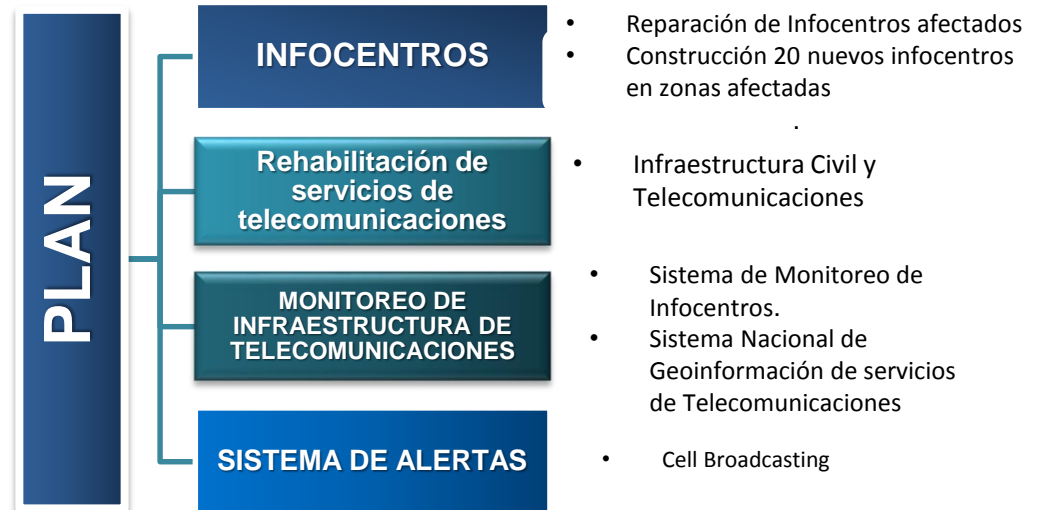 PLAN
INFOCENTROS
• Reparación de Infocentros afectados
• Construcción 20 nuevos infocentros
en zonas afectadas
.
Rehabilitación de
servicios de
telecomunicaciones
• Infraestructura Civil y
Telecomunicaciones
MONITOREO DE
INFRAESTRUCTURA DE
TELECOMUNICACIONES
• Sistema de Monitoreo de
Infocentros.
• Sistema Nacional de
Geoinformación de servicios
de Telecomunicaciones
SISTEMA DE ALERTAS
• Cell Broadcasting